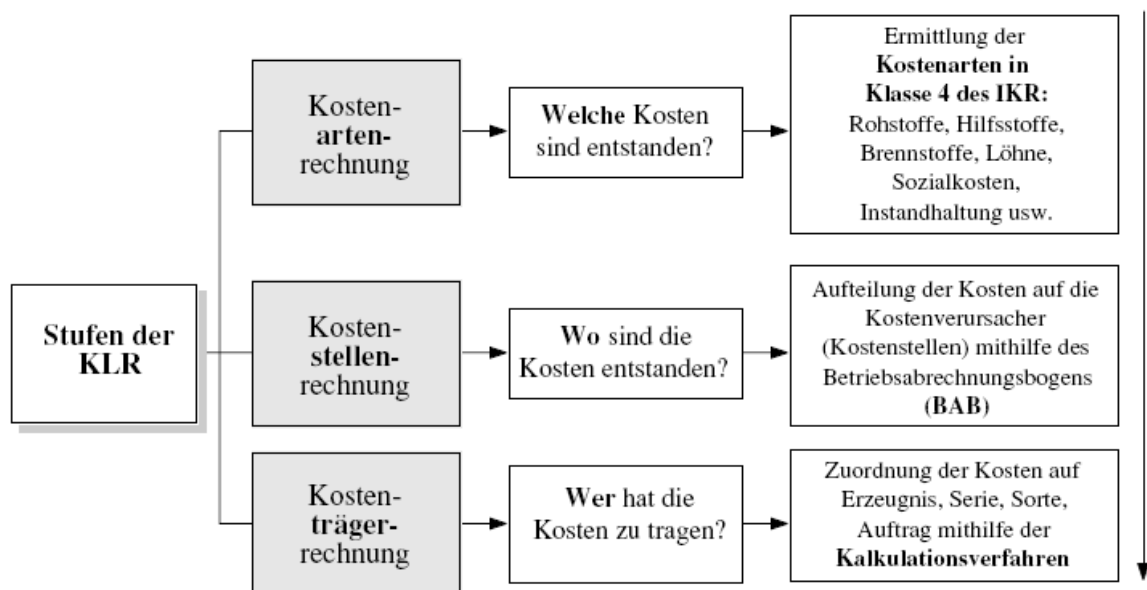 Stufen der
KLR
Kosten-
arten-
rechnung
Welche Kosten
sind entstanden?
Ermittlung der
Kostenarten in
Klasse 4 des IKR:
Rohstoffe, Hilfsstoffe,
Brennstoffe, Löhne,
Sozialkosten,
Instandhaltung usw.
Kosten-
stellen-
rechnung
Wo sind die
Kosten entstanden?
Aufteilung der Kosten auf die
Kostenverursacher
(Kostenstellen) mithilfe des
Betriebsabrechnungsbogens
(BAB)
Kosten-
träger-
rechnung
Wer hat die
Kosten zu tragen?
Zuordnung der Kosten auf
Erzeugnis, Serie, Sorte,
Auftrag mithilfe der
Kalkulationsverfahren